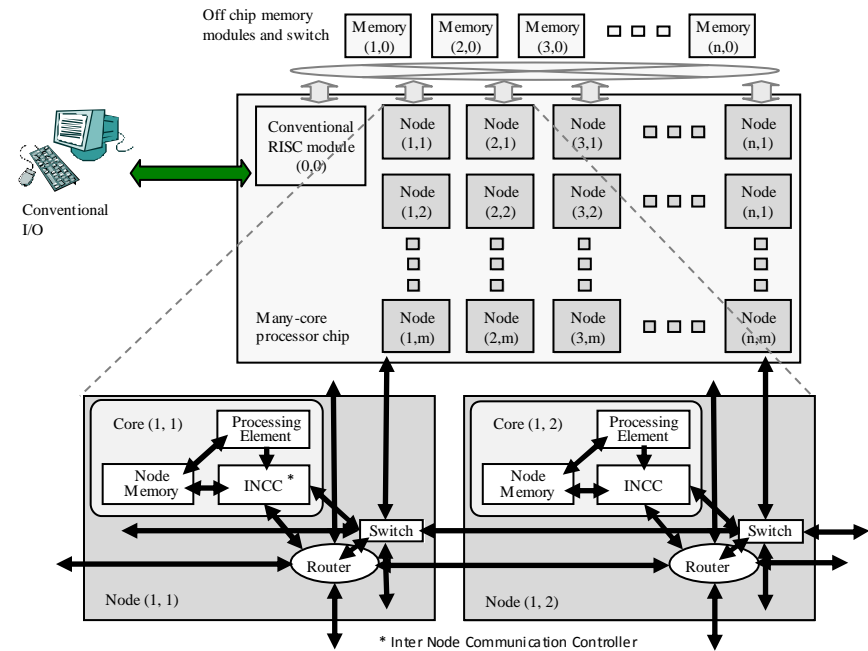 Off chip memory
modules and switch
Memory
(1,0)
Memory
(2,0)
Memory
(3,0)
Memory
(n,0)
Conventional
I/O
Conventional
RISC module
(0,0)
Node
(1,1)
Node
(2,1)
Node
(3,1)
Node
(n,1)
Node
(1,2)
Node
(2,2)
Node
(3,2)
Node
(n,1)
Many-core
processor chip
Node
(1,m)
Node
(2,m)
Node
(3,m)
Node
(n,m)
Core (1, 1)
Processing
Element
Node
Memory
INCC *
Switch
Router
Node (1, 1)
Core (1, 2)
Processing
Element
Node
Memory
INCC
Switch
Router
Node (1, 2)
* Inter Node Communication Controller